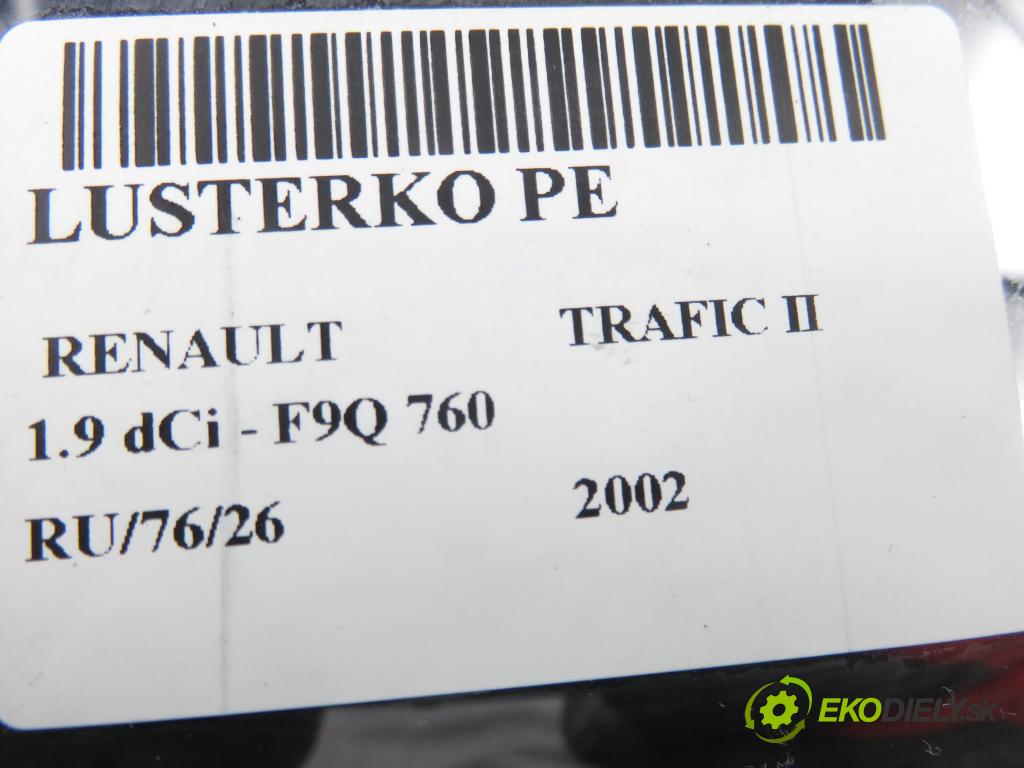 LUSTERKO PE
RENAULT TRAFIC II
1.9 dCi - F9Q 760
RU/76/26 2002
EKODIELY.sk